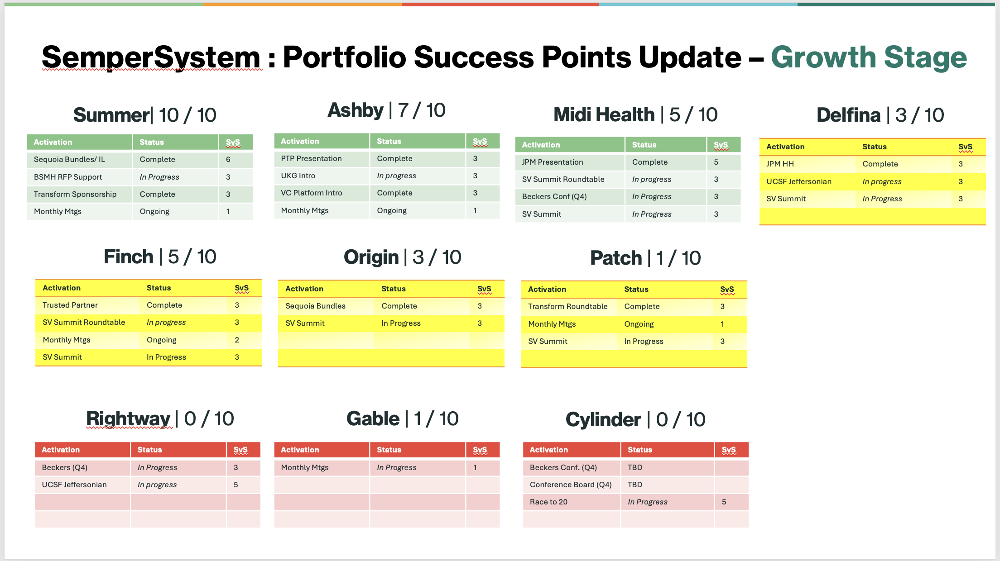 SemperSystem : Portfolio Success Points Update – Growth Stage
Summer| 10 / 10
Activation Status SvS
Sequoia Bundles/ IL Complete 6
BSMH RFP Support In Progress 3
Transform Sponsorship Complete 3
Monthly Mtgs Ongoing 1
Ashby | 7 / 10
Activation Status SvS
PTP Presentation Complete 3
UKG Intro In progress 3
VC Platform Intro Complete 3
Monthly Mtgs Ongoing 1
Midi Health | 5 / 10
Activation Status SvS
JPM Presentation Complete 5
SV Summit Roundtable In progress 3
Beckers Conf (Q4) In Progress 3
SV Summit In Progress 3
Delfina | 3 / 10
Activation Status SvS
JPM HH Complete 3
UCSF Jeffersonian In progress 3
SV Summit In Progress 3
Finch | 5 / 10
Activation Status SvS
Trusted Partner Complete 3
SV Summit Roundtable In progress 3
Monthly Mtgs Ongoing 2
SV Summit In Progress 3
Origin | 3 / 10
Activation Status SvS
Sequoia Bundles Complete 3
SV Summit In Progress 3
Patch | 1 / 10
Activation Status SvS
Transform Roundtable Complete 3
Monthly Mtgs Ongoing 1
SV Summit In Progress 3
Rightway | 0 / 10
Activation Status SvS
Beckers (Q4) In Progress 3
UCSF Jeffersonian In progress 5
Gable | 1 / 10
Activation Status SvS
Monthly Mtgs In Progress 1
Cylinder | 0 / 10
Activation Status SvS
Beckers Conf. (Q4) TBD
Conference Board (Q4) TBD
Race to 20 In Progress 5